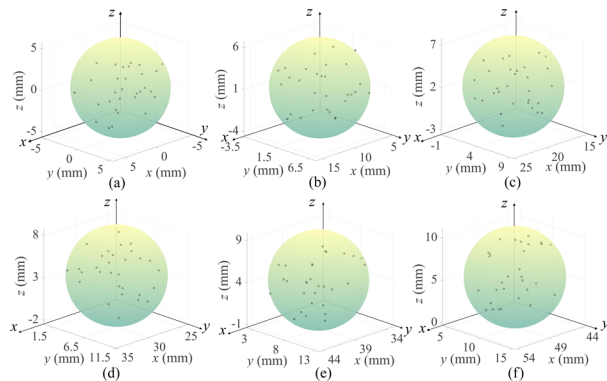 z
5
0
-5
z (mm)
x
y
-5
0
5
5
0
-5
y (mm)
x (mm)
(a)
z
6
1
-4
z (mm)
x
y
-3.5
1.5
6.5
15
10
5
y (mm)
x (mm)
(b)
z
7
2
-3
z (mm)
x
y
-1
4
9
25
20
15
y (mm)
x (mm)
(c)
z
8
3
-2
z (mm)
x
y
1.5
6.5
11.5
35
30
25
y (mm)
x (mm)
(d)
z
9
4
-1
z (mm)
x
y
3
8
13
44
39
34
y (mm)
x (mm)
(e)
z
10
5
0
z (mm)
x
y
5
10
15
54
49
44
y (mm)
x (mm)
(f)